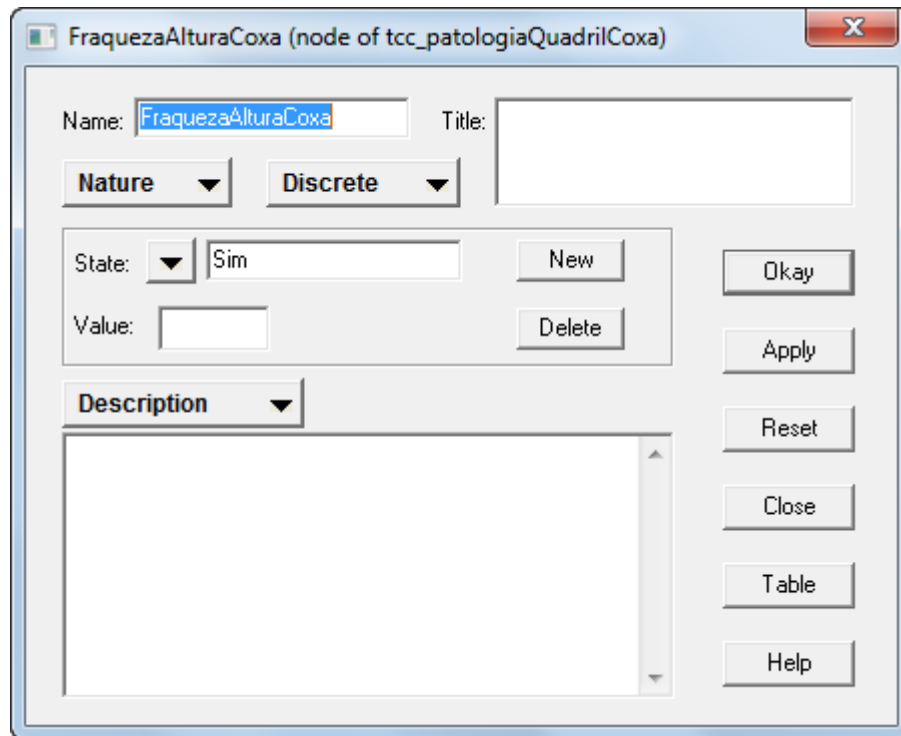 FraquezaAlturaCoxa (node of tcc_patologiaQuadrilCoxa)
Name: FraquezaAlturaCoxa Title:
Nature Discrete
State: Sim New
Value: Delete
Description
Okay
Apply
Reset
Close
Table
Help